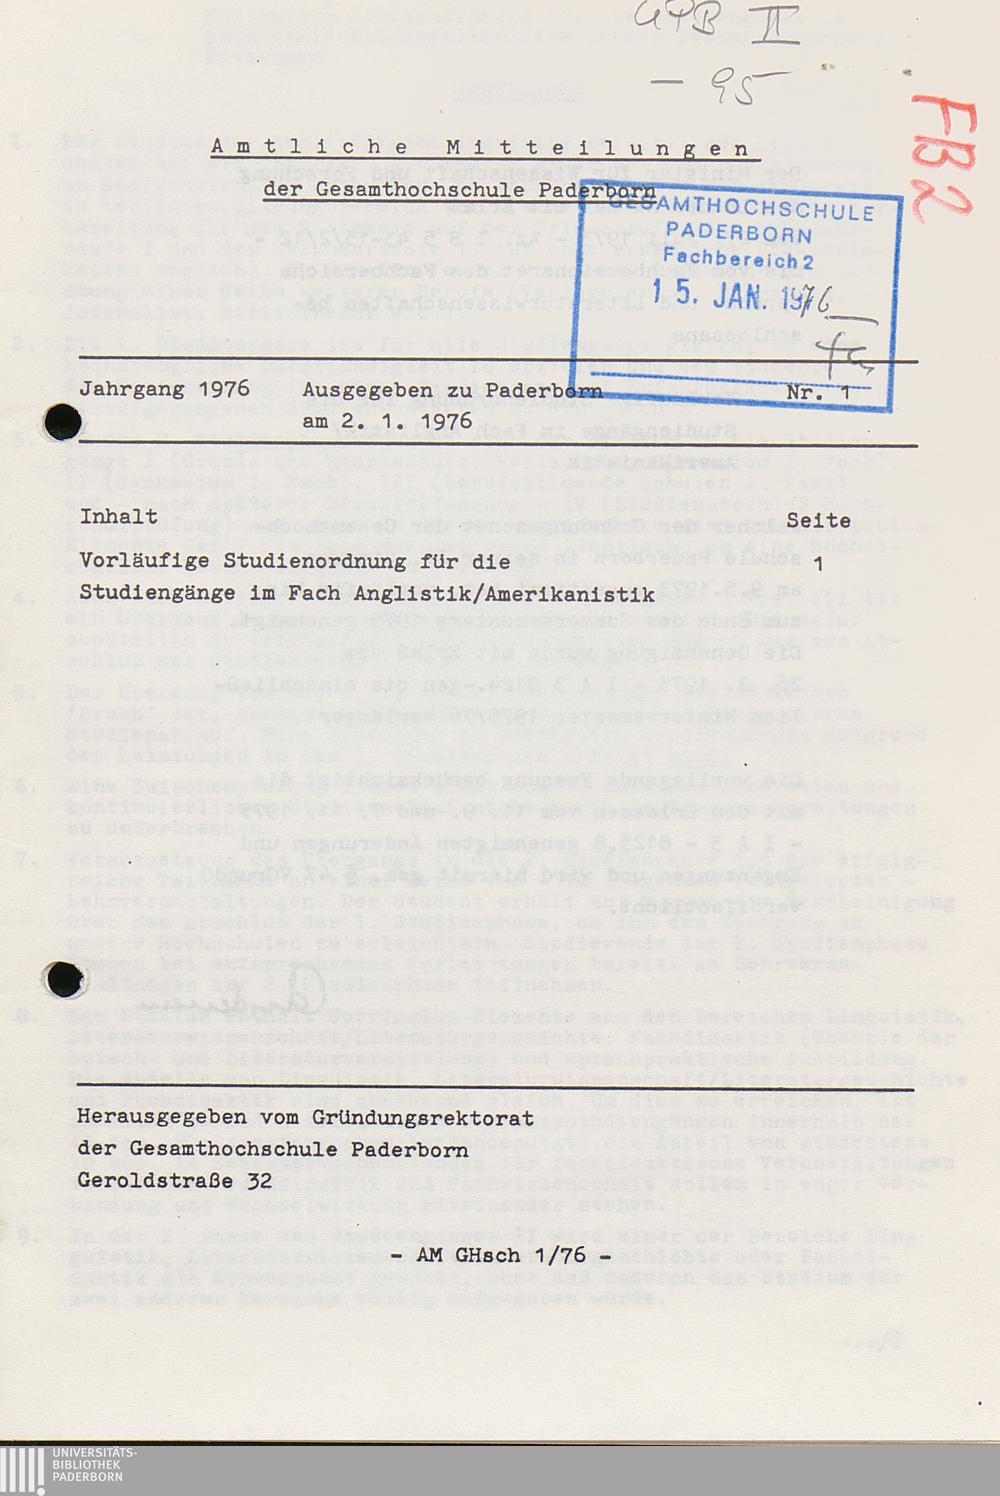 II
- 95
FB2
Amtliche Mitteilungen
der Gesamthochschule Paderborn
GESAMTHOCHSCHULE
PADERBORN
Fachbereich 2
15. JAN. 1976
Jahrgang 1976 Ausgegeben zu Paderborn Nr. 1
am 2. 1. 1976
Inhalt Seite
Vorläufige Studienordnung für die 1
Studiengänge im Fach Anglistik/Amerikanistik
Herausgegeben vom Gründungsrektorat
der Gesamthochschule Paderborn
Geroldstraße 32
- AM GHsch 1/76 -
UNIVERSITÄTS-
BIBLIOTHEK
PADERBORN